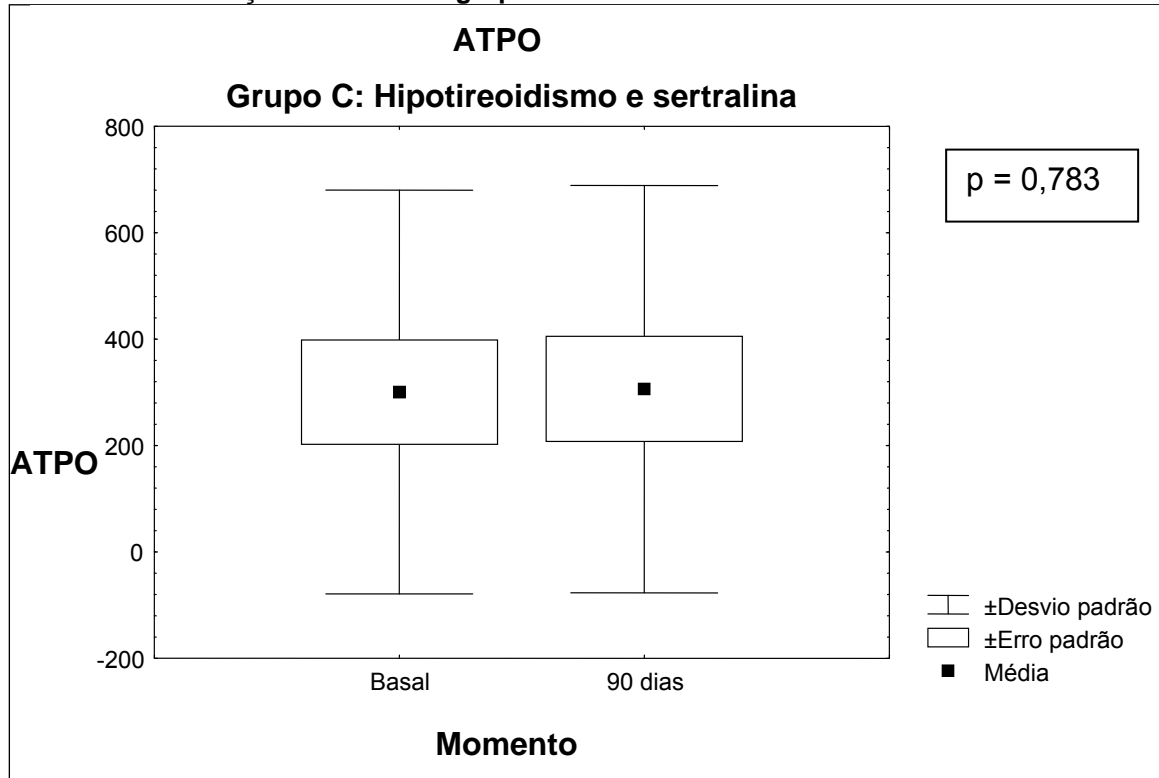 ATPO
Grupo C: Hipotireoidismo e sertralina
800
600
400
200
0
-200
ATPO
Basal
90 dias
Momento
p = 0,783
±Desvio padrão
±Erro padrão
Média